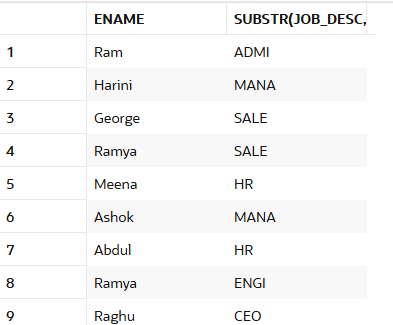 ENAME SUBSTR(JOB_DESC,
1 Ram ADMI
2 Harini MANA
3 George SALE
4 Ramya SALE
5 Meena HR
6 Ashok MANA
7 Abdul HR
8 Ramya ENGI
9 Raghu CEO